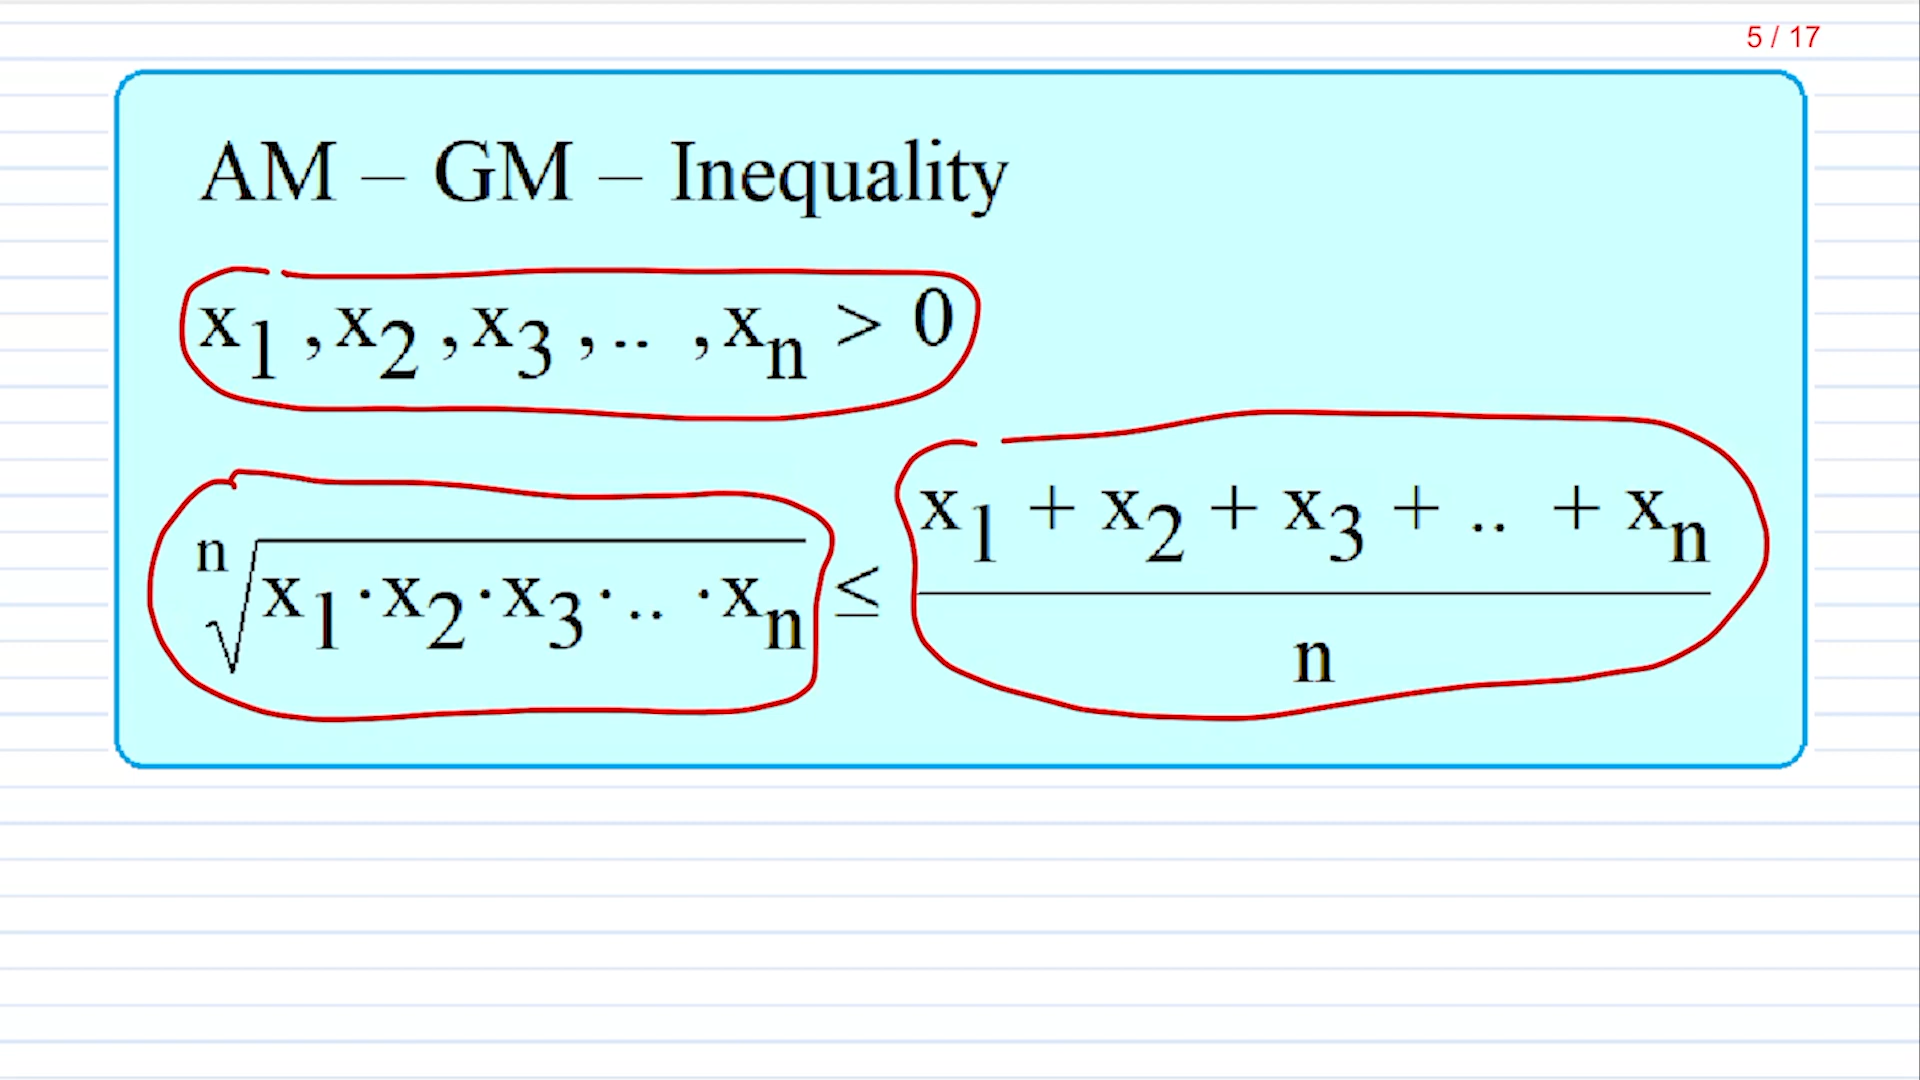 5 / 17
AM – GM – Inequality
x₁ , x₂ , x₃ , .. , xₙ > 0
ⁿ√(x₁·x₂·x₃·.. ·xₙ) ≤ (x₁ + x₂ + x₃ + .. + xₙ) / n